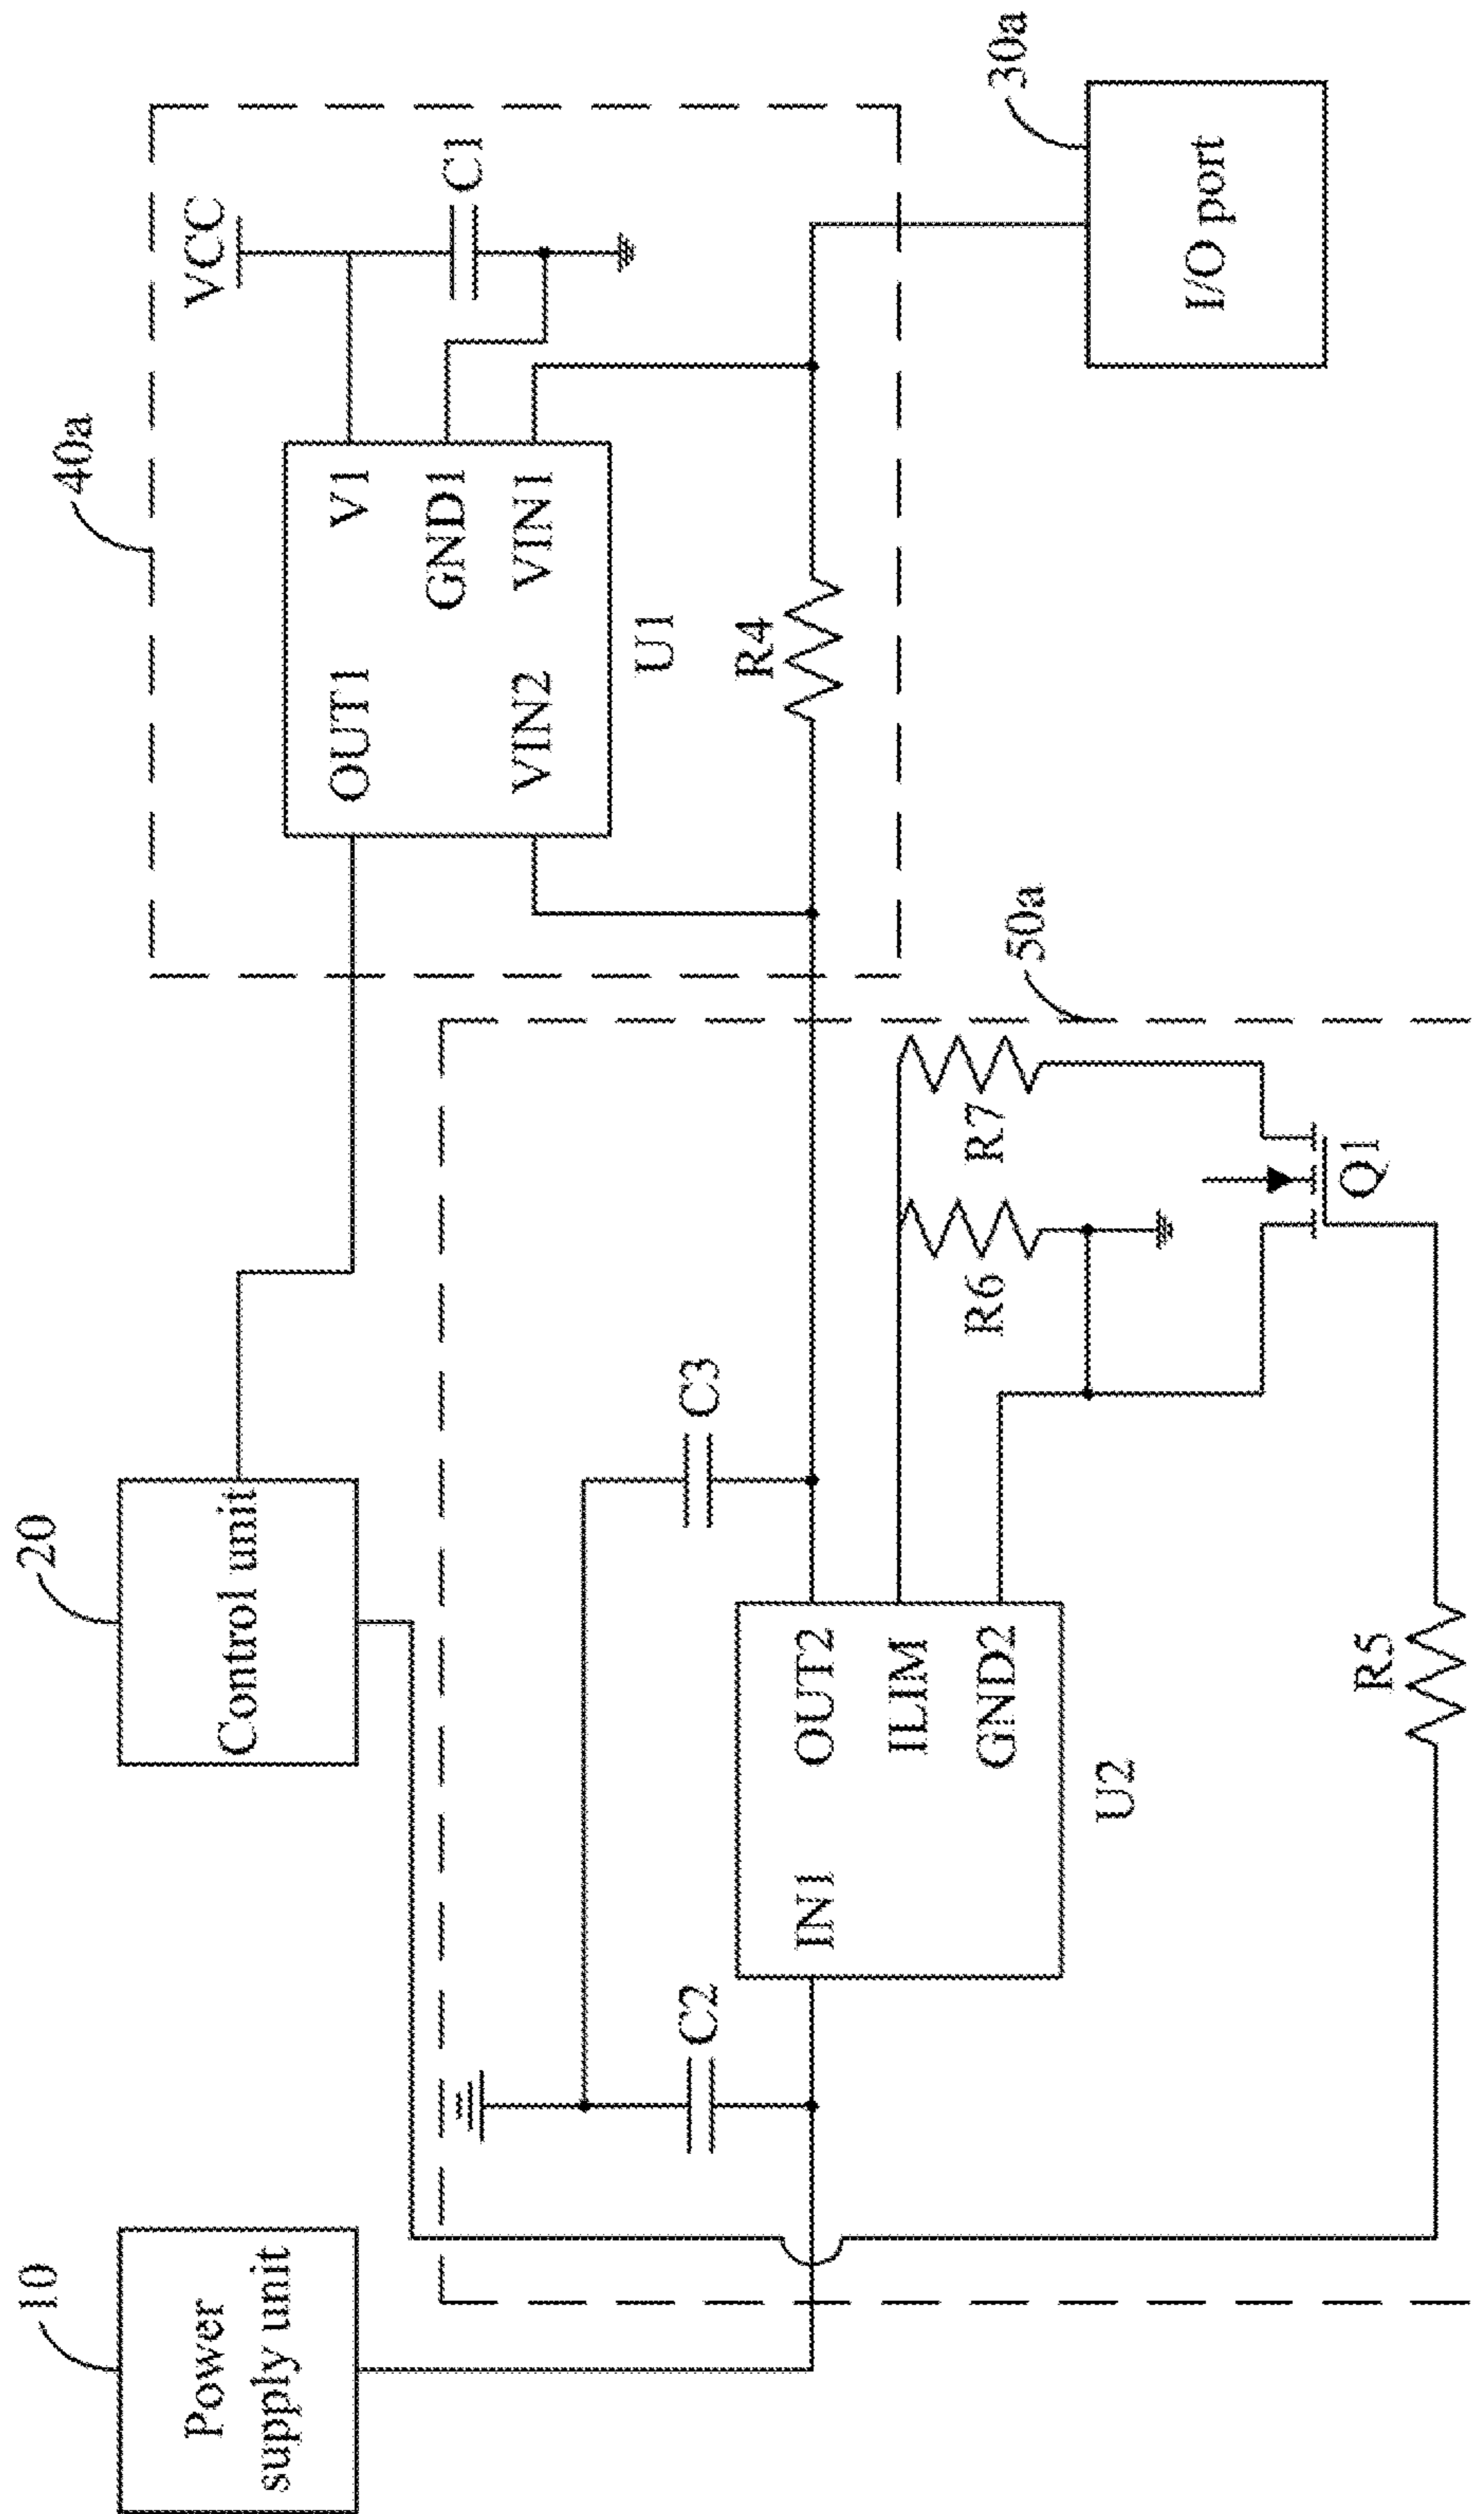 10
Power
supply unit
20
Control unit
40a
VCC
C1
OUT1
V1
GND1
VIN2
VIN1
U1
R4
30a
I/O port
C2
C3
IN1
OUT2
ILIM
GND2
U2
R6
R7
50a
Q1
R5